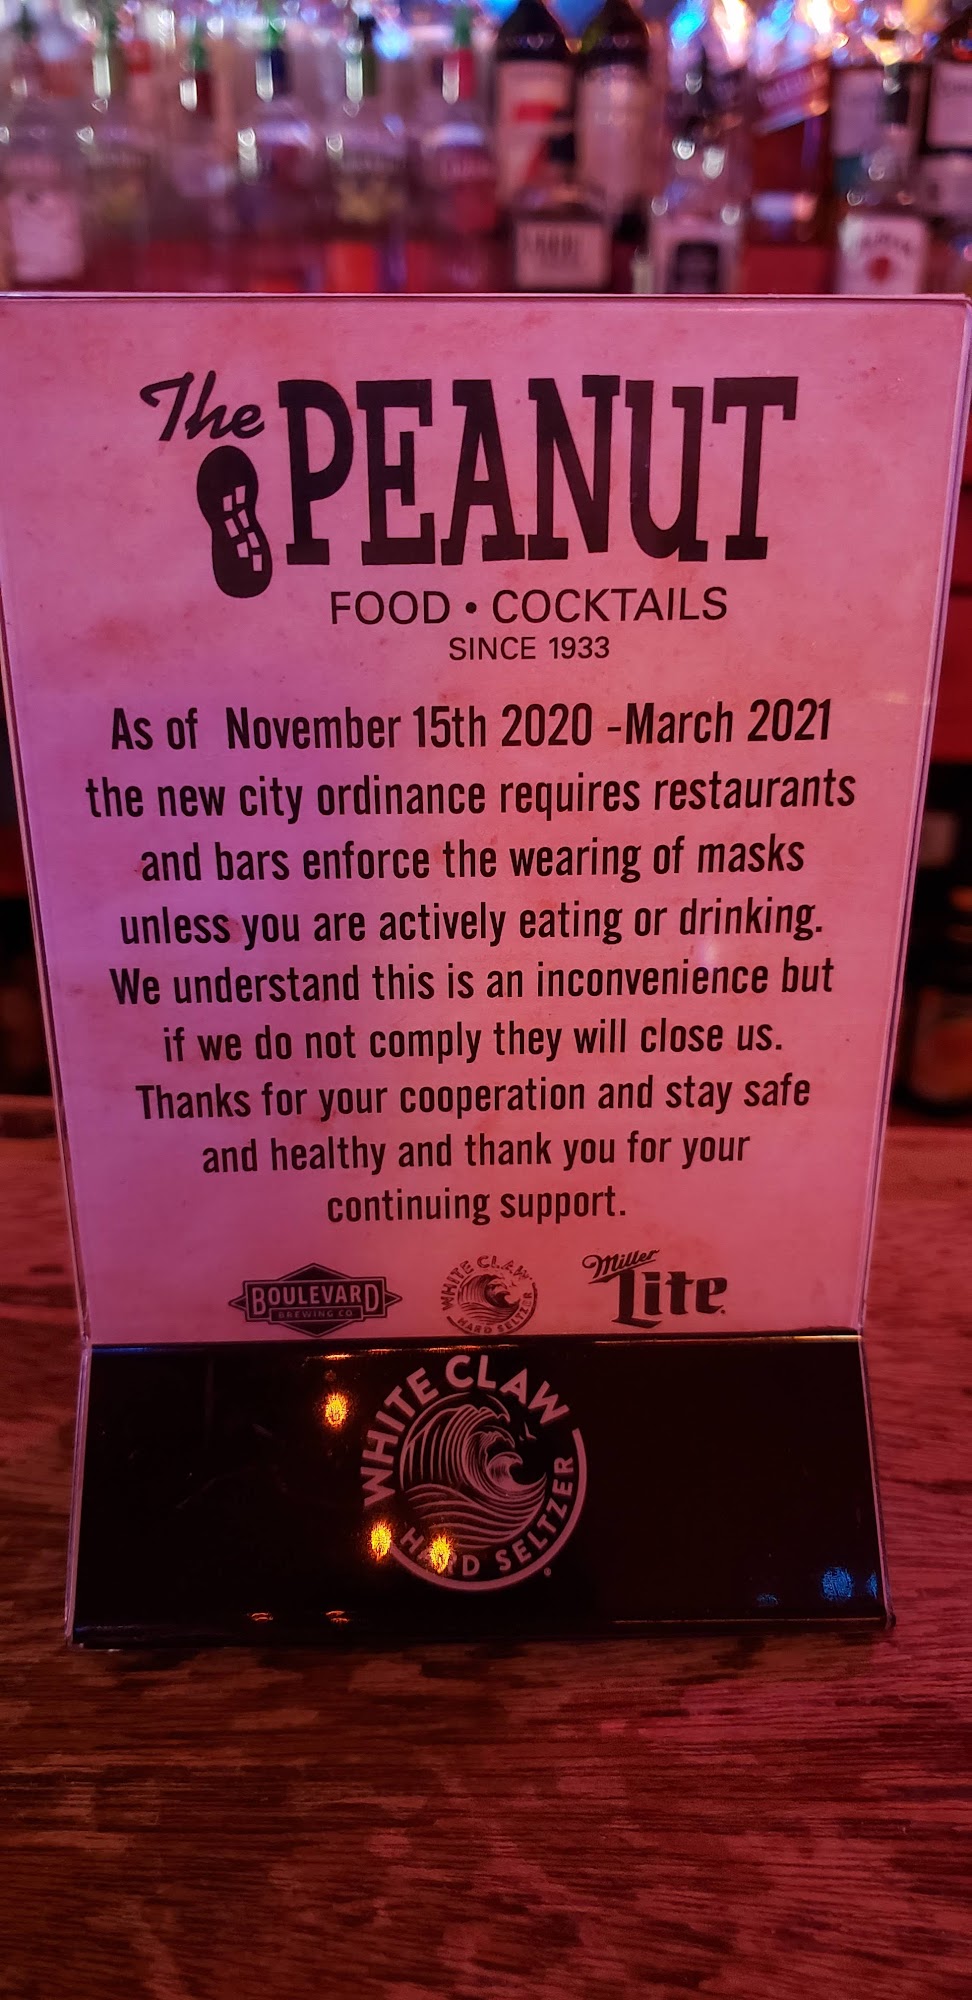 The
PEANUT
FOOD • COCKTAILS
SINCE 1933
As of November 15th 2020 -March 2021
the new city ordinance requires restaurants
and bars enforce the wearing of masks
unless you are actively eating or drinking.
We understand this is an inconvenience but
if we do not comply they will close us.
Thanks for your cooperation and stay safe
and healthy and thank you for your
continuing support.
BOULEVARD
BREWING CO
WHITE CLAW
HARD SELTZER
Miller
Lite
WHITE CLAW
HARD SELTZER